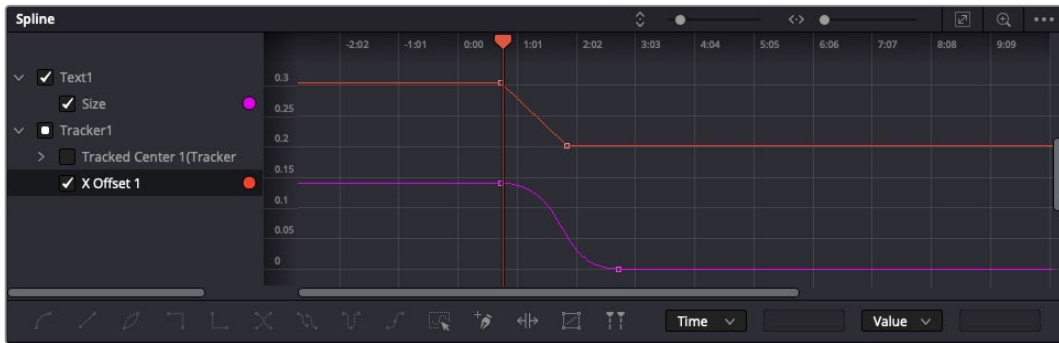 Spline
-2:02 -1:01 0:00 1:01 2:02 3:03 4:04 5:05 6:06 7:07 8:08 9:09
Text1
Size
Tracker1
Tracked Center 1(Tracker
X Offset 1
0.3
0.25
0.2
0.15
0.1
0.05
0
Time Value